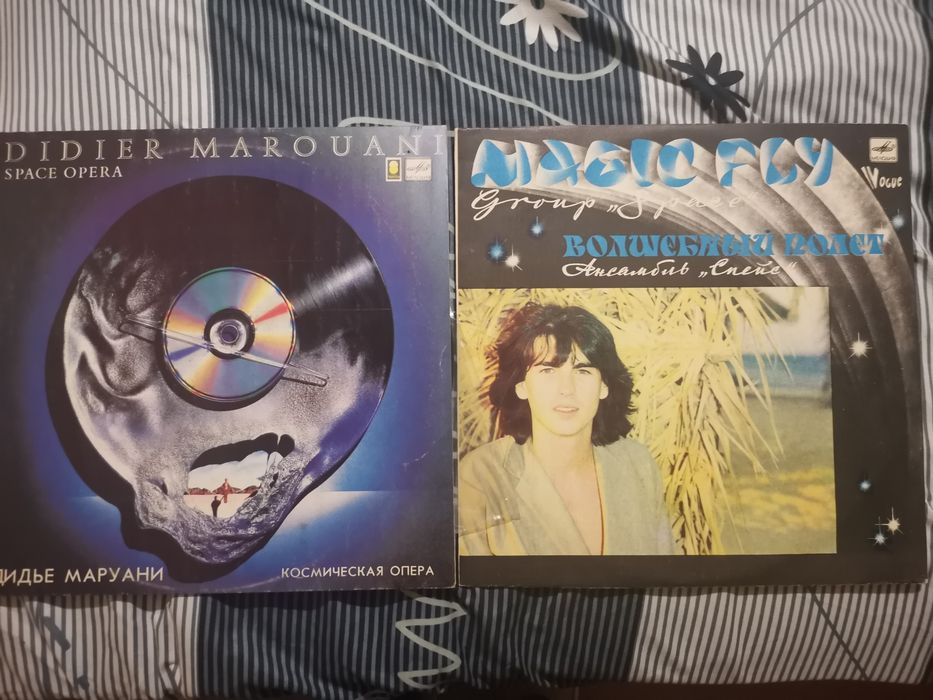 DIDIER MAROUANI
SPACE OPERA
ДИДЬЕ МАРУАНИ
КОСМИЧЕСКАЯ ОПЕРА
MAGIC FLY
Group „Space“
ВОЛШЕБНЫЙ ПОЛЕТ
Ансамбль „Спейс“
VOGUE